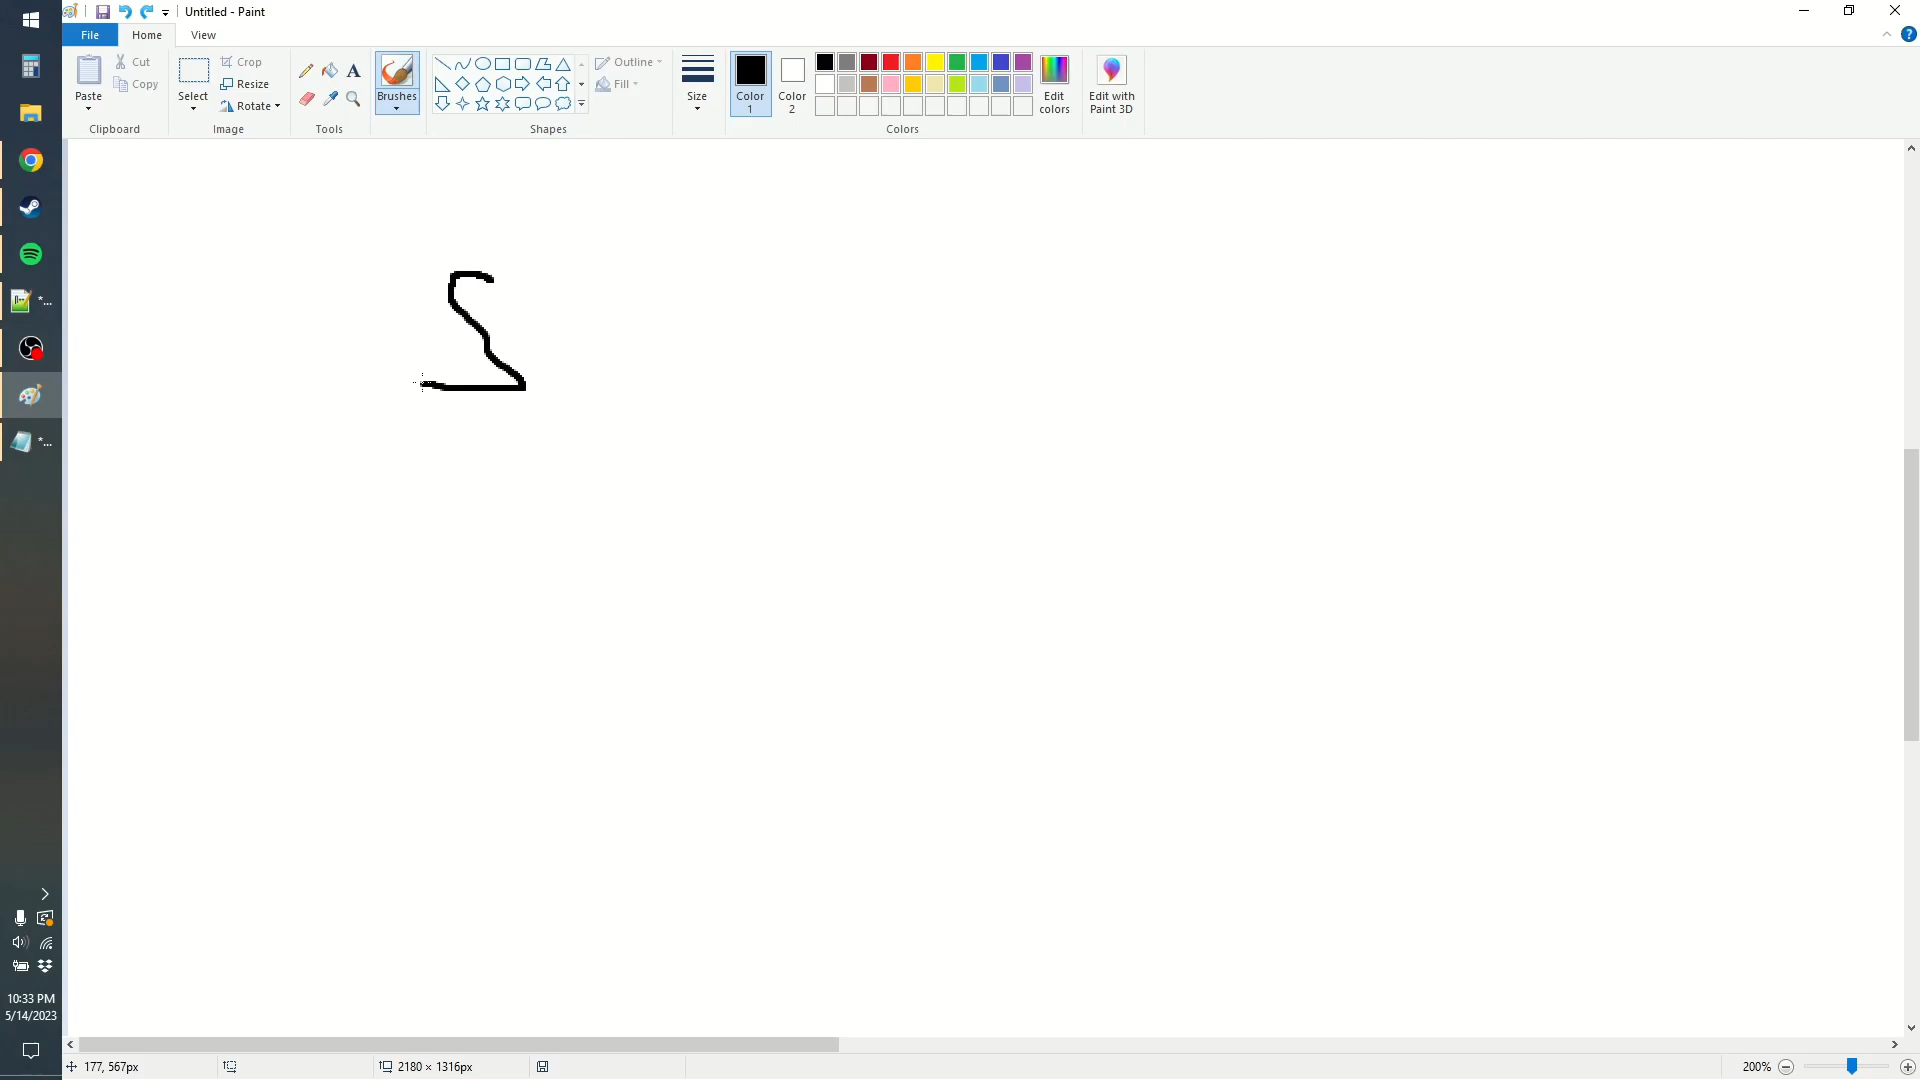 Untitled - Paint
File Home View
Paste
Cut
Copy
Clipboard
Select
Crop
Resize
Rotate
Image
A
Tools
Brushes
Outline
Fill
Shapes
Size
Color 1
Color 2
Edit colors
Colors
Edit with Paint 3D
?
*...
*...
10:33 PM
5/14/2023
177, 567px
2180 × 1316px
200%